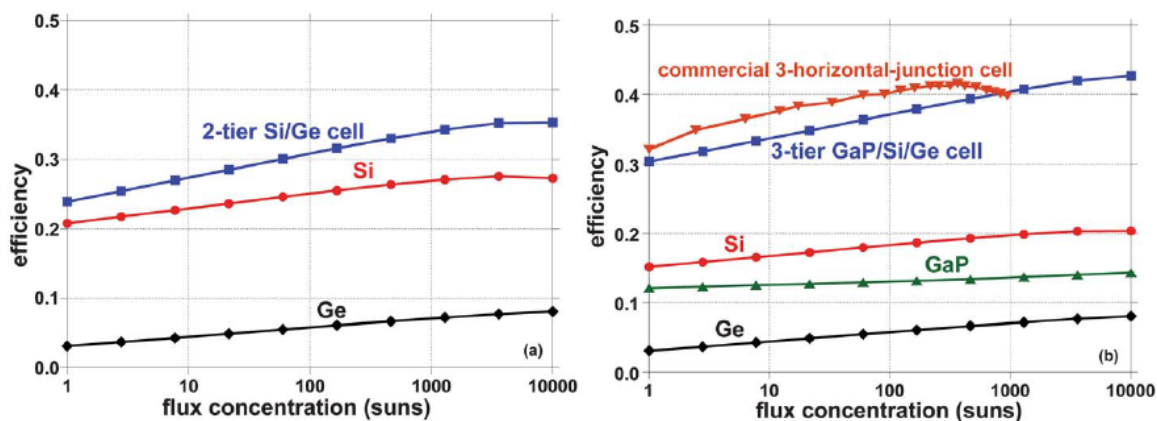 0.5
0.4
0.3
0.2
0.1
0.0
efficiency
2-tier Si/Ge cell
Si
Ge
(a)
1
10
100
1000
10000
flux concentration (suns)
0.5
0.4
0.3
0.2
0.1
0.0
efficiency
commercial 3-horizontal-junction cell
3-tier GaP/Si/Ge cell
Si
GaP
Ge
(b)
1
10
100
1000
10000
flux concentration (suns)